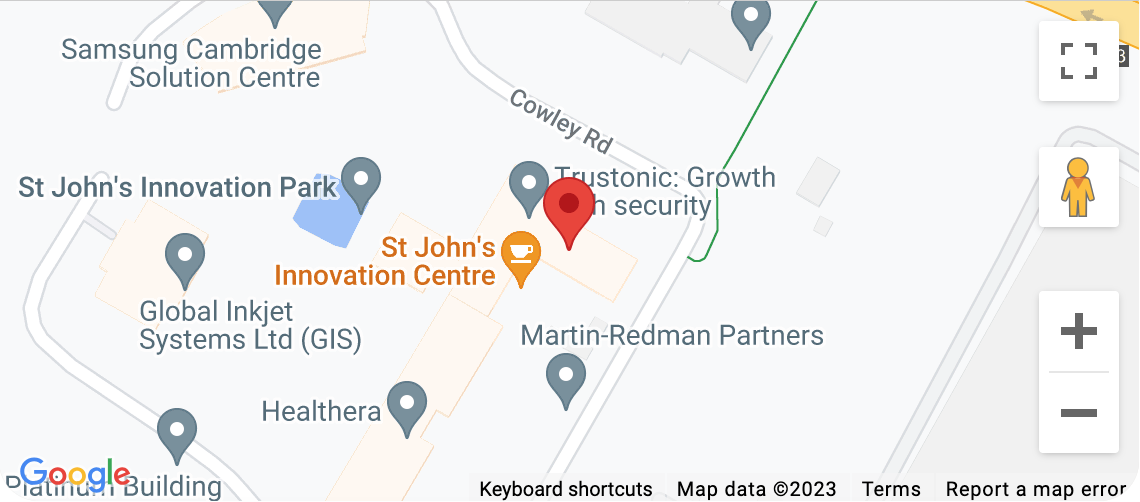 Samsung Cambridge
Solution Centre
3
Cowley Rd
Trustonic: Growth
security
St John's Innovation Park
St John's
Innovation Centre
Global Inkjet
Systems Ltd (GIS)
Martin-Redman Partners
Healthera
Platinum Building
Google
Keyboard shortcuts
Map data ©2023
Terms
Report a map error